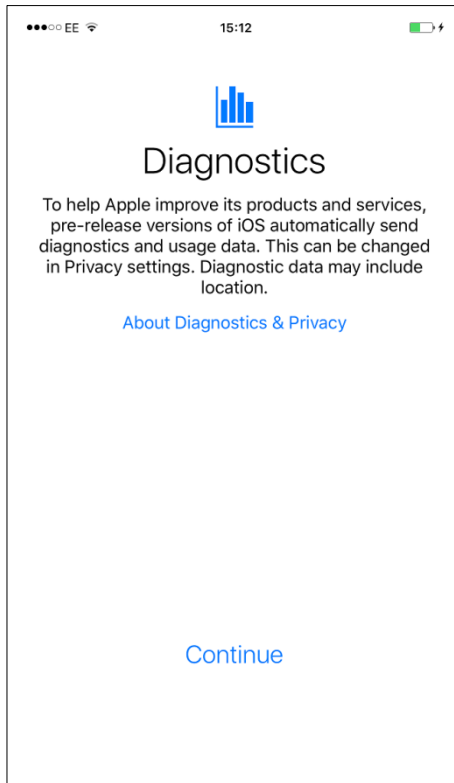 EE 15:12
Diagnostics
To help Apple improve its products and services,
pre-release versions of iOS automatically send
diagnostics and usage data. This can be changed
in Privacy settings. Diagnostic data may include
location.
About Diagnostics & Privacy
Continue